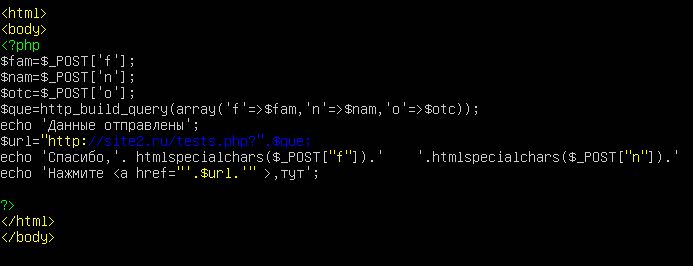 <html>
<body>
<?php
$fam=$_POST['f'];
$nam=$_POST['n'];
$otc=$_POST['o'];
$que=http_build_query(array('f'=>$fam,'n'=>$nam,'o'=>$otc));
echo 'Данные отправлены';
$url="http://site2.ru/tests.php?".$que;
echo 'Спасибо,'. htmlspecialchars($_POST["f"]).'    '.htmlspecialchars($_POST["n"]).'
echo 'Нажмите <a href="'.$url.'" >,тут';
?>
</html>
</body>